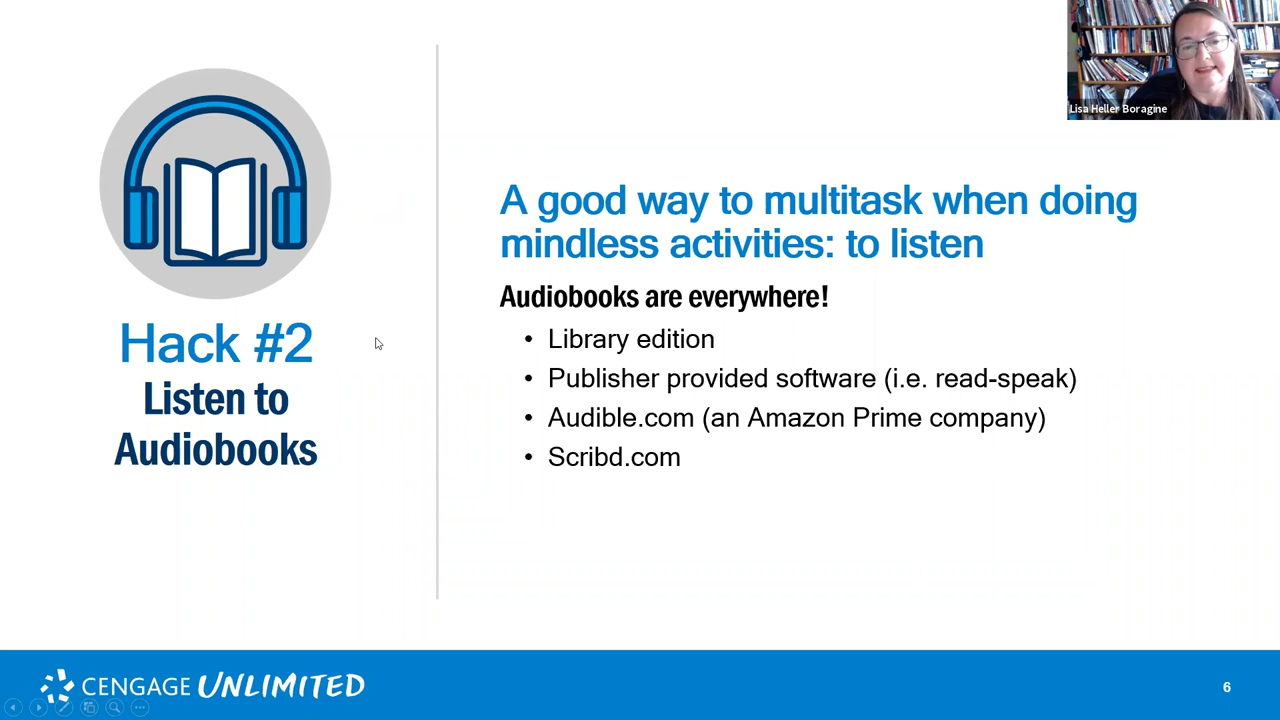 Lisa Heller Boragine
Hack #2
Listen to
Audiobooks
A good way to multitask when doing
mindless activities: to listen
Audiobooks are everywhere!
• Library edition
• Publisher provided software (i.e. read-speak)
• Audible.com (an Amazon Prime company)
• Scribd.com
CENGAGE UNLIMITED
6